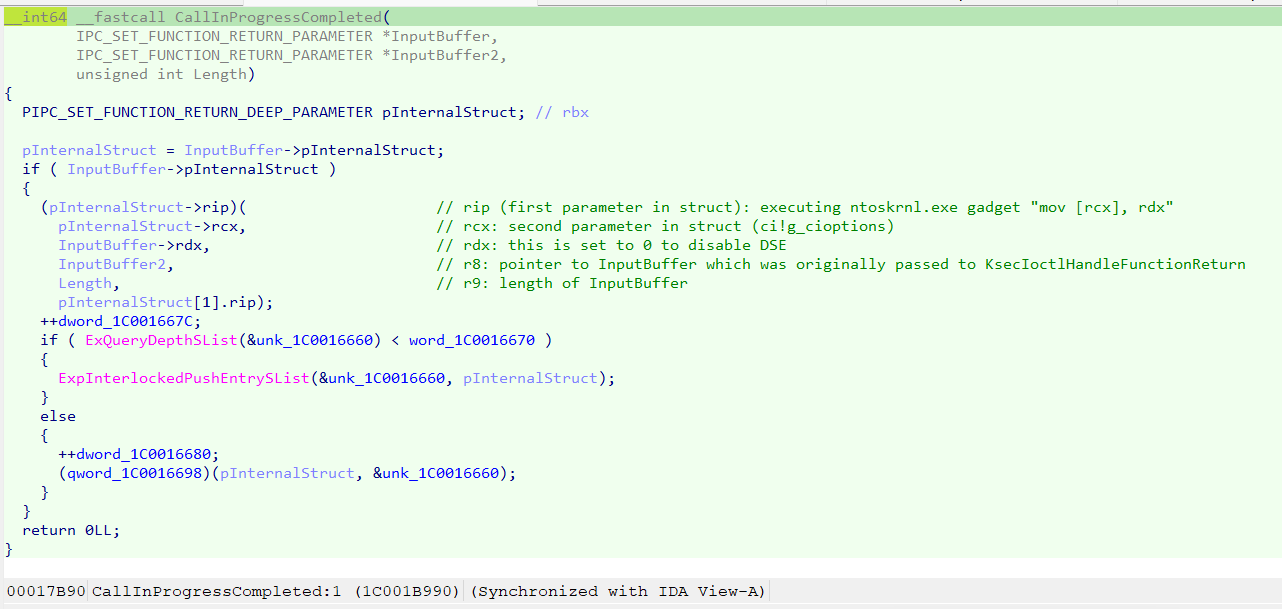 __int64 __fastcall CallInProgressCompleted(
IPC_SET_FUNCTION_RETURN_PARAMETER *InputBuffer,
IPC_SET_FUNCTION_RETURN_PARAMETER *InputBuffer2,
unsigned int Length)
{
PIPC_SET_FUNCTION_RETURN_DEEP_PARAMETER pInternalStruct; // rbx
pInternalStruct = InputBuffer->pInternalStruct;
if ( InputBuffer->pInternalStruct )
{
(pInternalStruct->rip)( // rip (first parameter in struct): executing ntoskrnl.exe gadget "mov [rcx], rdx"
pInternalStruct->rcx, // rcx: second parameter in struct (ci!g_cioptions)
InputBuffer->rdx, // rdx: this is set to 0 to disable DSE
InputBuffer2, // r8: pointer to InputBuffer which was originally passed to KsecIoctlHandleFunctionReturn
Length, // r9: length of InputBuffer
pInternalStruct[1].rip);
++dword_1C001667C;
if ( ExQueryDepthSList(&unk_1C0016660) < word_1C0016670 )
{
ExpInterlockedPushEntrySList(&unk_1C0016660, pInternalStruct);
}
else
{
++dword_1C0016680;
(qword_1C0016698)(pInternalStruct, &unk_1C0016660);
}
}
return 0LL;
}
00017B90 CallInProgressCompleted:1 (1C001B990) (Synchronized with IDA View-A)